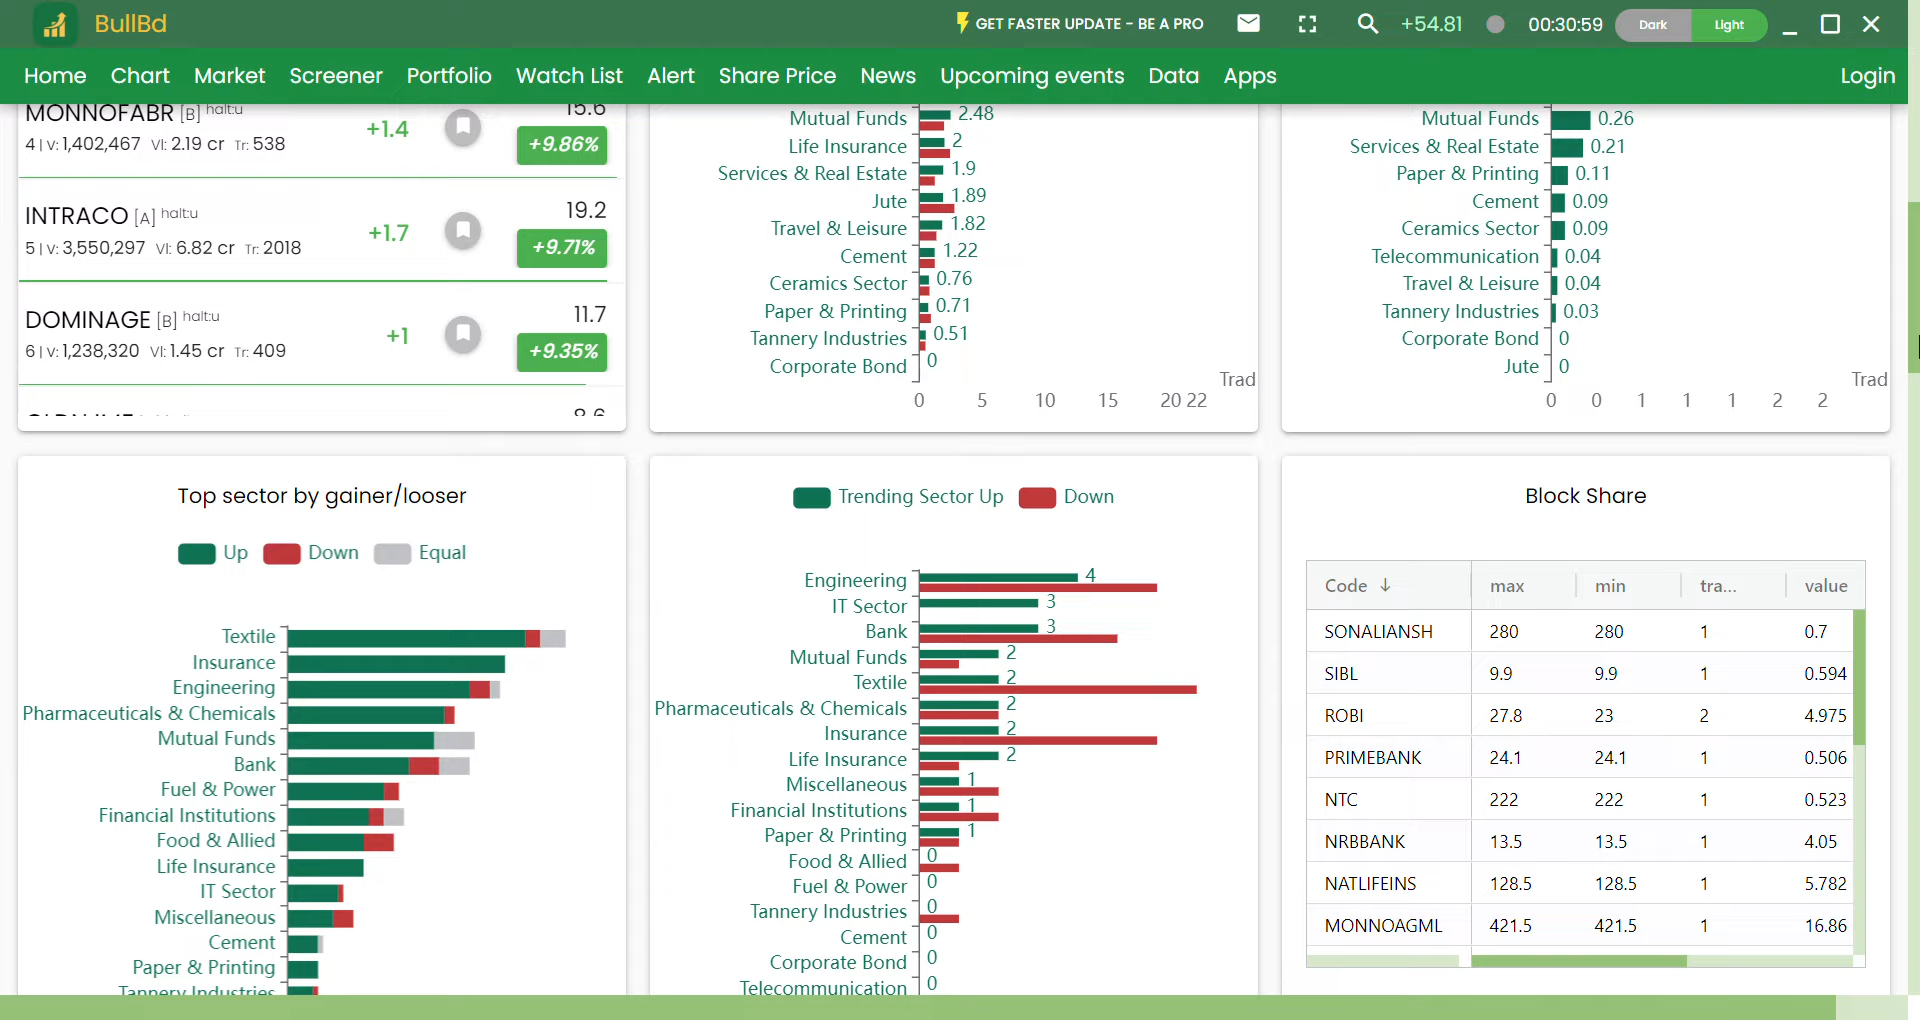 BullBd
GET FASTER UPDATE - BE A PRO
+54.81
00:30:59
Dark
Light
Home
Chart
Market
Screener
Portfolio
Watch List
Alert
Share Price
News
Upcoming events
Data
Apps
Login
MONNOFABR [B] halt:u
15.6
+1.4
4 | V: 1,402,467 Vl: 2.19 cr Tr: 538
+9.86%
INTRACO [A] halt:u
19.2
+1.7
5 | V: 3,550,297 Vl: 6.82 cr Tr: 2018
+9.71%
DOMINAGE [B] halt:u
11.7
+1
6 | V: 1,238,320 Vl: 1.45 cr Tr: 409
+9.35%
Mutual Funds 2.48
Life Insurance 2
Services & Real Estate 1.9
Jute 1.89
Travel & Leisure 1.82
Cement 1.22
Ceramics Sector 0.76
Paper & Printing 0.71
Tannery Industries 0.51
Corporate Bond 0
Trad
0 5 10 15 20 22
Mutual Funds 0.26
Services & Real Estate 0.21
Paper & Printing 0.11
Cement 0.09
Ceramics Sector 0.09
Telecommunication 0.04
Travel & Leisure 0.04
Tannery Industries 0.03
Corporate Bond 0
Jute 0
Trad
0 0 1 1 1 2 2
Top sector by gainer/looser
Up Down Equal
Textile
Insurance
Engineering
Pharmaceuticals & Chemicals
Mutual Funds
Bank
Fuel & Power
Financial Institutions
Food & Allied
Life Insurance
IT Sector
Miscellaneous
Cement
Paper & Printing
Tannery Industries
Trending Sector Up Down
Engineering 4
IT Sector 3
Bank 3
Mutual Funds 2
Textile 2
Pharmaceuticals & Chemicals 2
Insurance 2
Life Insurance 2
Miscellaneous 1
Financial Institutions 1
Paper & Printing 1
Food & Allied 0
Fuel & Power 0
Tannery Industries 0
Cement 0
Corporate Bond 0
Telecommunication 0
Block Share
Code ↓ max min tra... value
SONALIANSH 280 280 1 0.7
SIBL 9.9 9.9 1 0.594
ROBI 27.8 23 2 4.975
PRIMEBANK 24.1 24.1 1 0.506
NTC 222 222 1 0.523
NRBBANK 13.5 13.5 1 4.05
NATLIFEINS 128.5 128.5 1 5.782
MONNOAGML 421.5 421.5 1 16.86